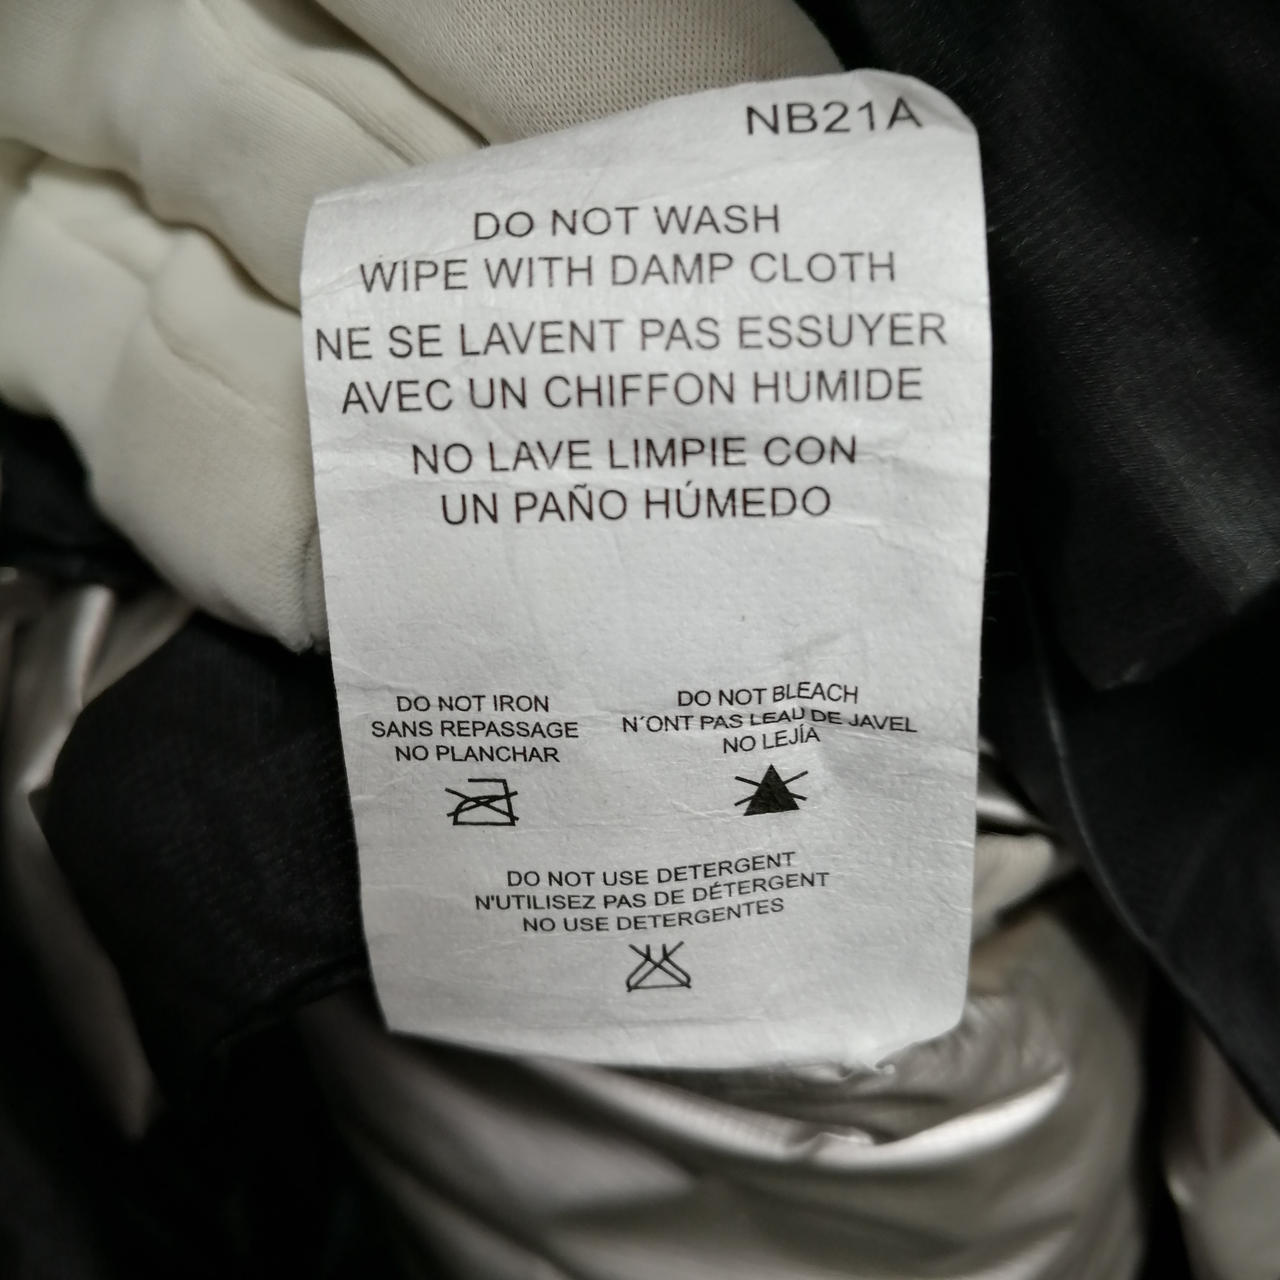 NB21A
DO NOT WASH
WIPE WITH DAMP CLOTH
NE SE LAVENT PAS ESSUYER
AVEC UN CHIFFON HUMIDE
NO LAVE LIMPIE CON
UN PAÑO HÚMEDO
DO NOT IRON
SANS REPASSAGE
NO PLANCHAR
DO NOT BLEACH
N´ONT PAS LEAU DE JAVEL
NO LEJÍA
DO NOT USE DETERGENT
N'UTILISEZ PAS DE DÉTERGENT
NO USE DETERGENTES